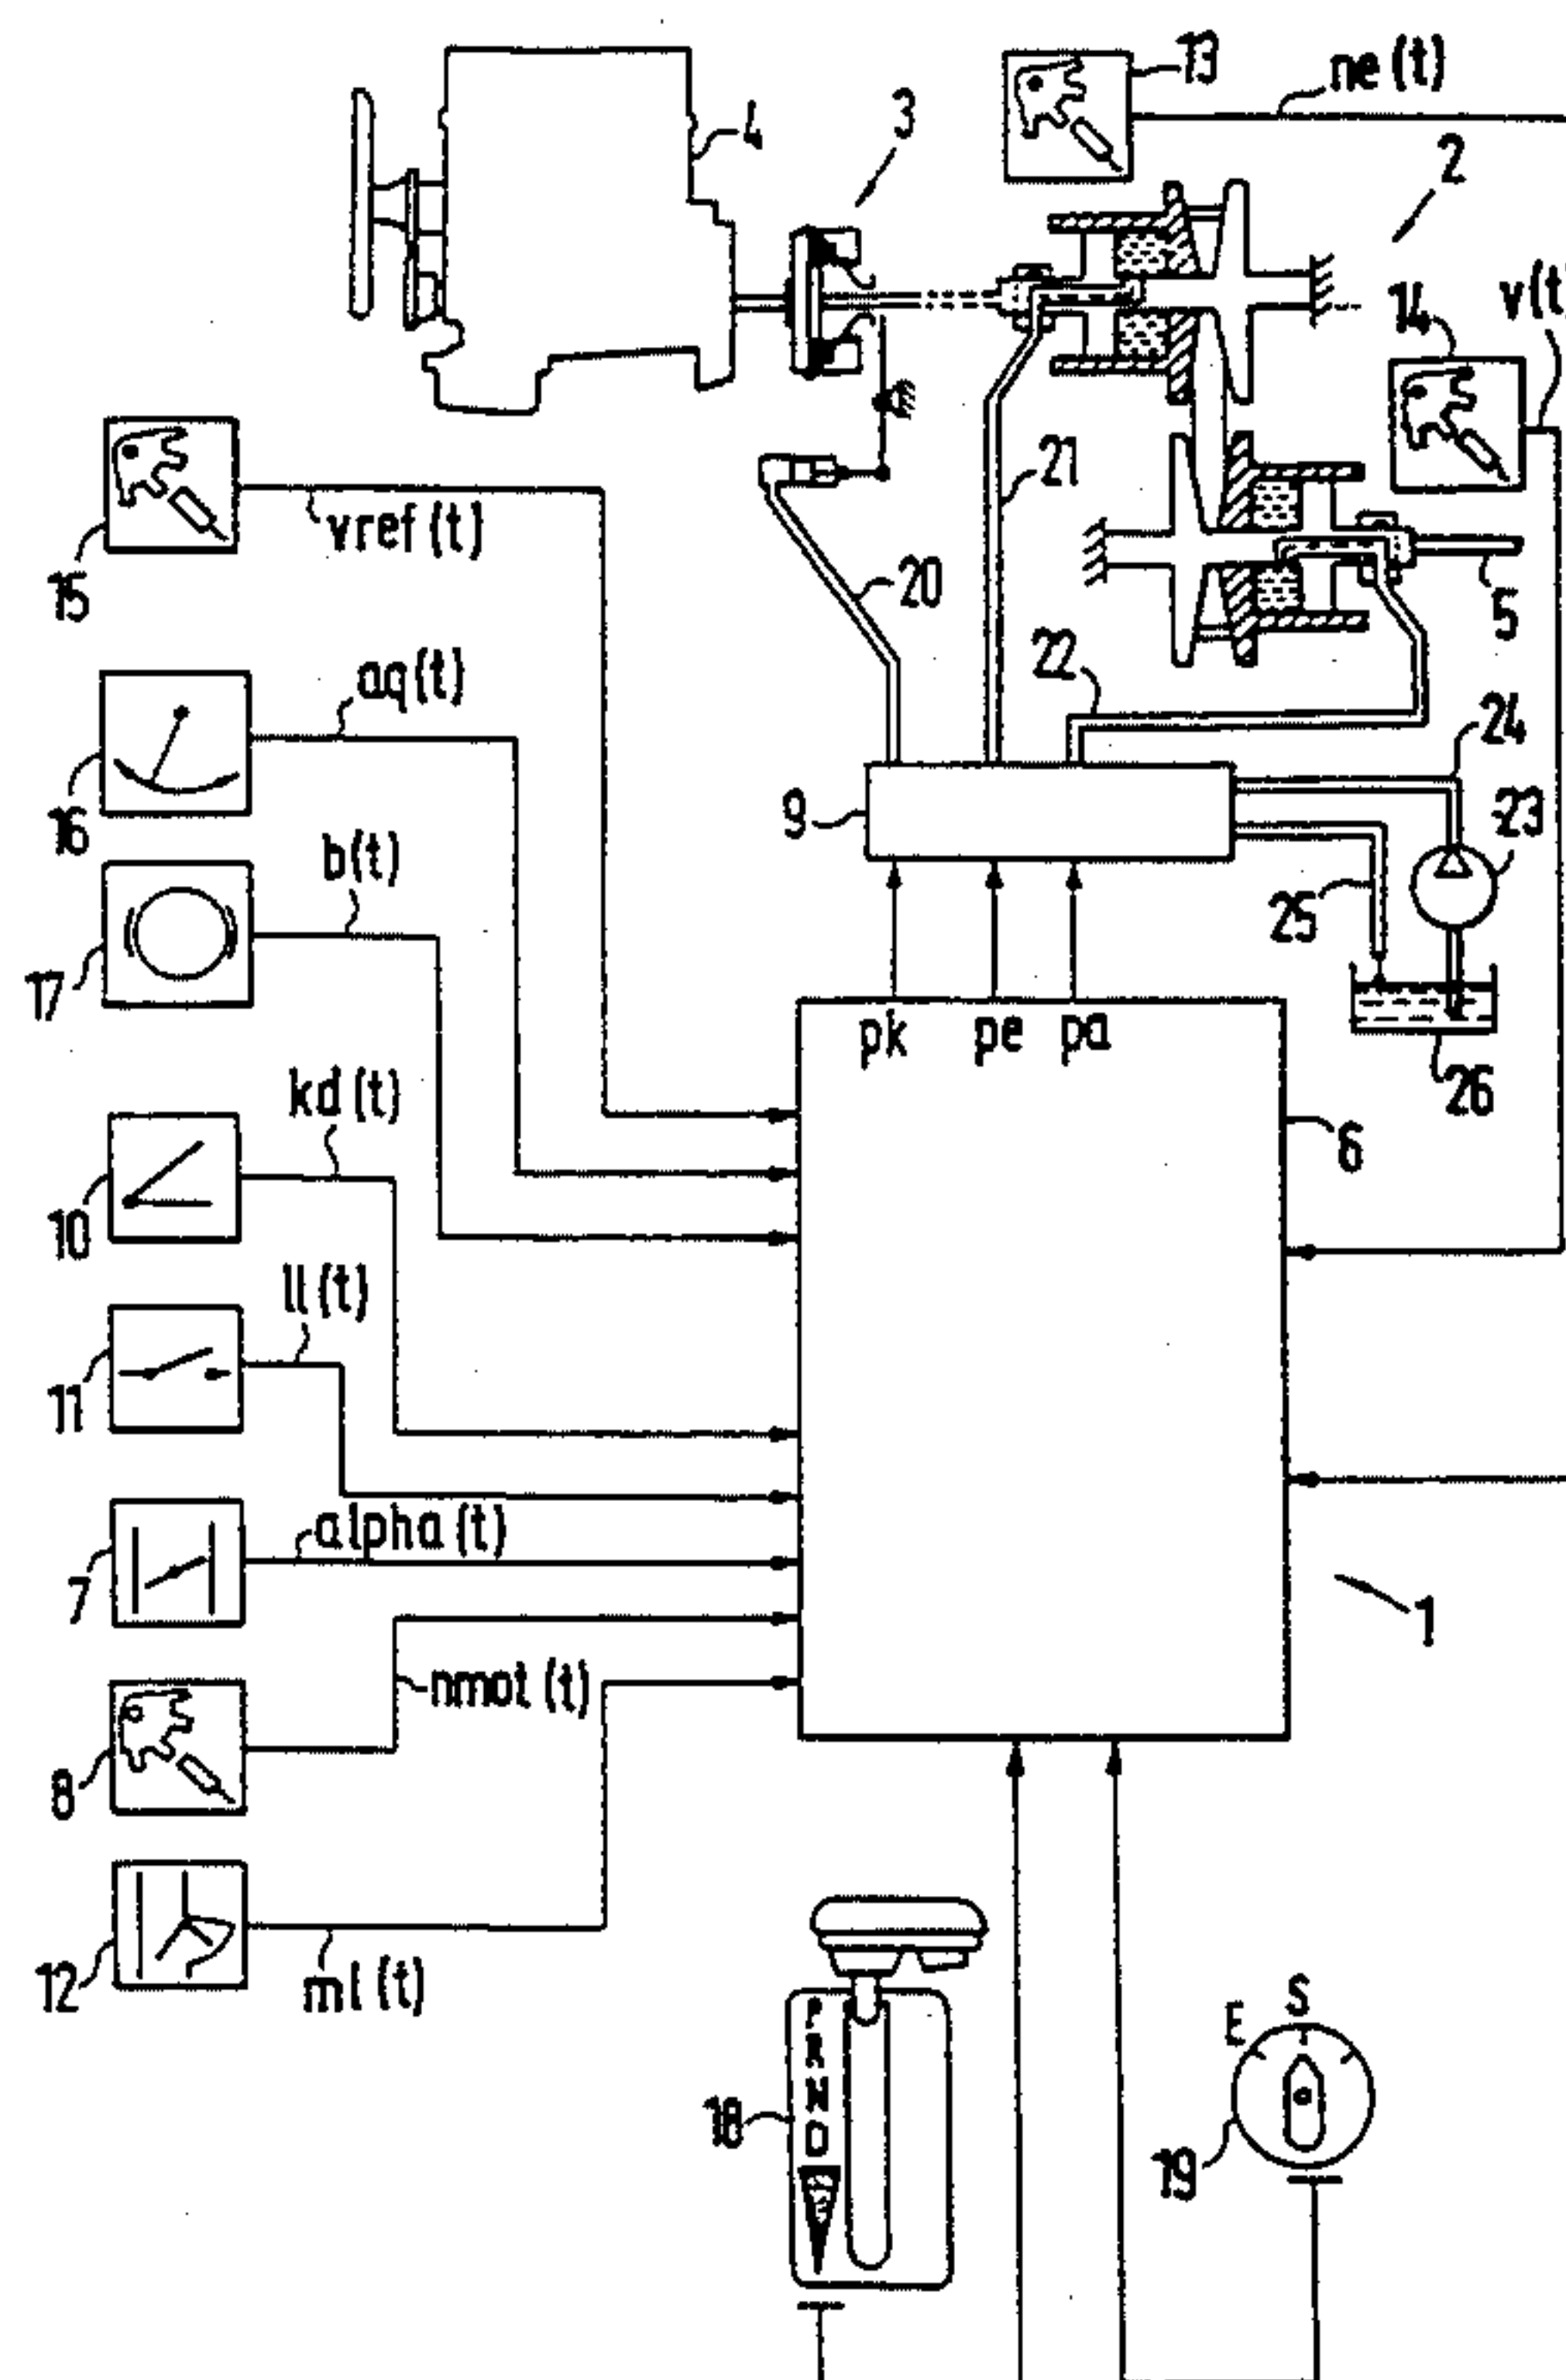 13
ne(t)
4
3
2
14
v(t
21
15
vref(t)
20
5
22
aq(t)
24
16
9
23
b(t)
25
17
pk
pe
pa
26
kd(t)
6
10
ll(t)
11
alpha(t)
7
1
nmot(t)
8
12
ml(t)
E
S
P
R
N
D
18
19